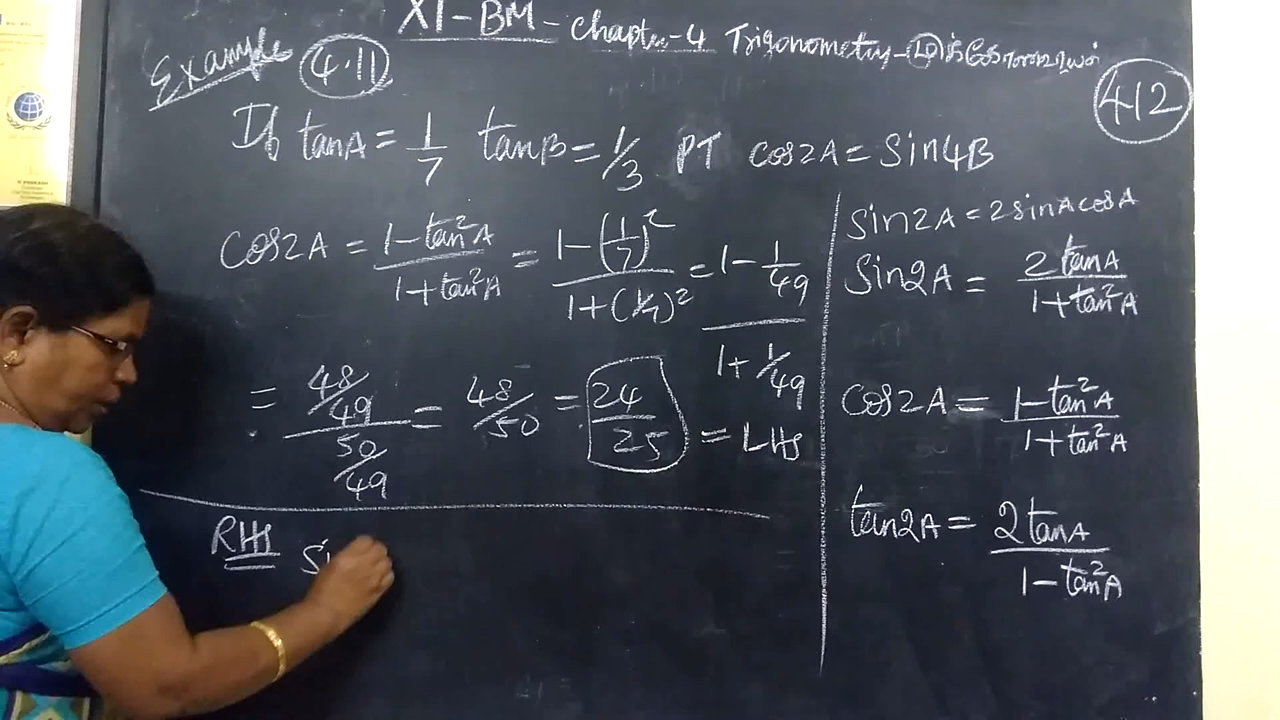 XI - BM - Chapter - 4 Trigonometry -
Example 4.11
412
If tanA = 1/7 tanB = 1/3 PT cos2A = Sin4B
cos2A = (1-tan²A)/(1+tan²A) = (1-(1/7)²)/(1+(1/7)²) = (1-1/49)/(1+1/49)
= (48/49)/(50/49) = 48/50 = 24/25 = LHS
RHS Si
Sin2A = 2sinAcosA
Sin2A = 2tanA/(1+tan²A)
cos2A = (1-tan²A)/(1+tan²A)
tan2A = 2tanA/(1-tan²A)